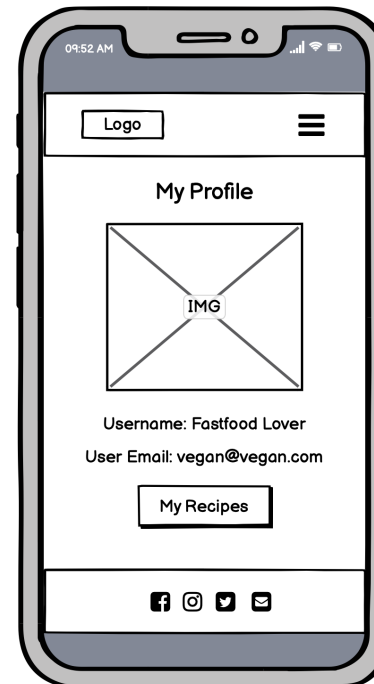 09:52 AM
Logo
My Profile
IMG
Username: Fastfood Lover
User Email: vegan@vegan.com
My Recipes